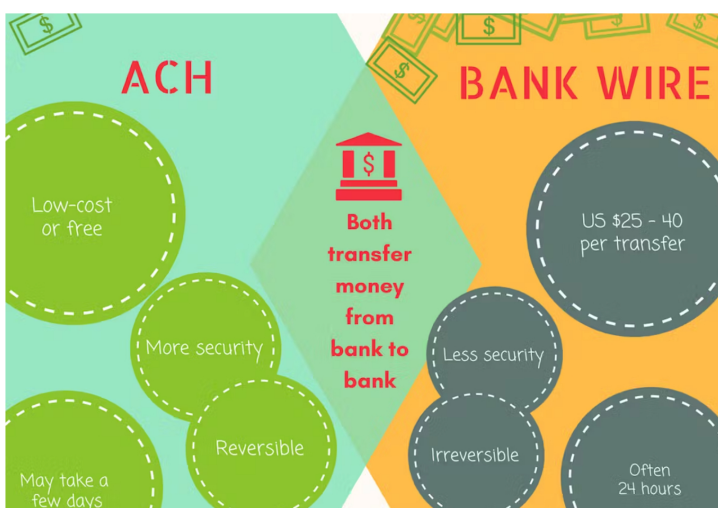 ACH
BANK WIRE
Low-cost
or free
More security
Reversible
May take a
few days
Both
transfer
money
from
bank to
bank
US $25 - 40
per transfer
Less security
Irreversible
Often
24 hours